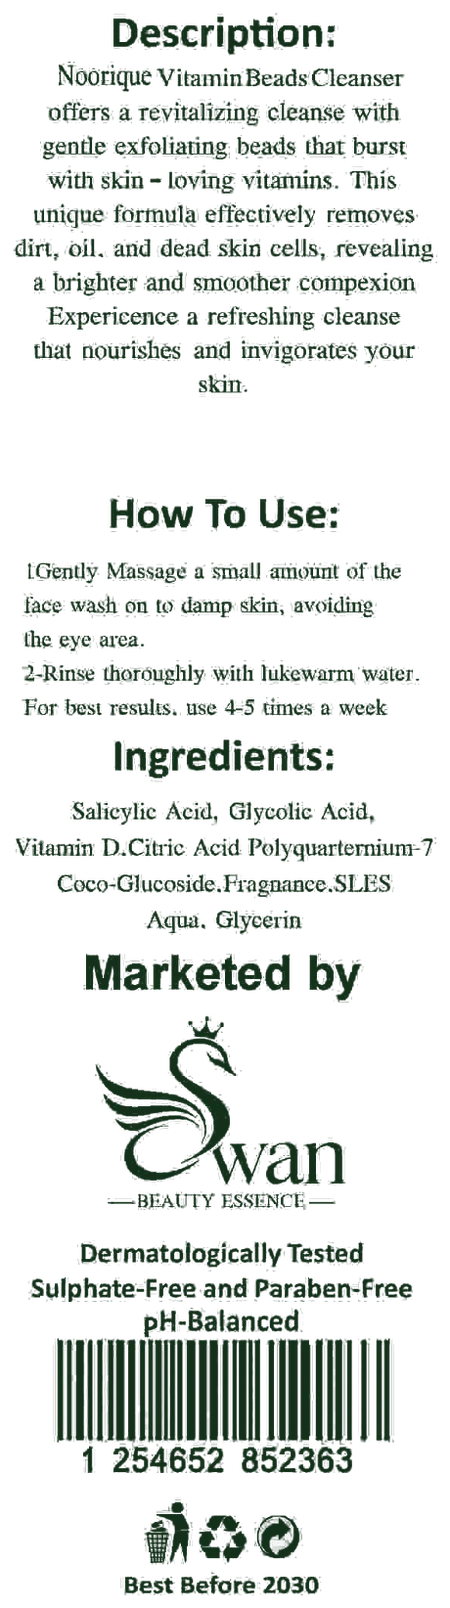 Description:
Noorique Vitamin Beads Cleanser
offers a revitalizing cleanse with
gentle exfoliating beads that burst
with skin - loving vitamins. This
unique formula effectively removes
dirt, oil. and dead skin cells, revealing
a brighter and smoother compexion
Expericence a refreshing cleanse
that nourishes and invigorates your
skin.
How To Use:
1Gently Massage a small amount of the
face wash on to damp skin, avoiding
the eye area.
2-Rinse thoroughly with lukewarm water.
For best results. use 4-5 times a week
Ingredients:
Salicylic Acid, Glycolic Acid,
Vitamin D.Citric Acid Polyquarternium-7
Coco-Glucoside.Fragnance.SLES
Aqua. Glycerin
Marketed by
Swan
BEAUTY ESSENCE
Dermatologically Tested
Sulphate-Free and Paraben-Free
pH-Balanced
1 254652 852363
Best Before 2030